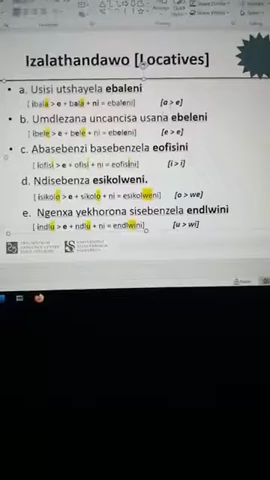 Izalathandawo [Locatives]
a. Usisi utshayela ebaleni
[ ibala > e + bala + ni = ebaleni] [a > e]
b. Umdlezana uncancisa usana ebeleni
[ ibele > e + bele + ni = ebeleni] [e > e]
c. Abasebenzi basebenzela eofisini
[ iofisi > e + ofisi + ni = eofisini] [i > i]
d. Ndisebenza esikolweni.
[ isikolo > e + sikolo + ni = esikolweni] [o > we]
e. Ngenxa yekhorona sisebenzela endlwini
[ indlu > e + ndlu + ni = endlwini] [u > wi]